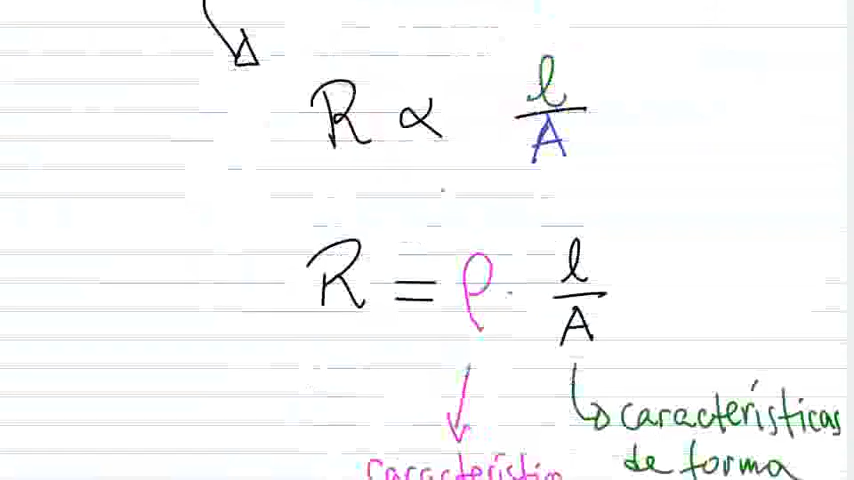 R ∝ l/A
R = ρ · l/A
características
de forma